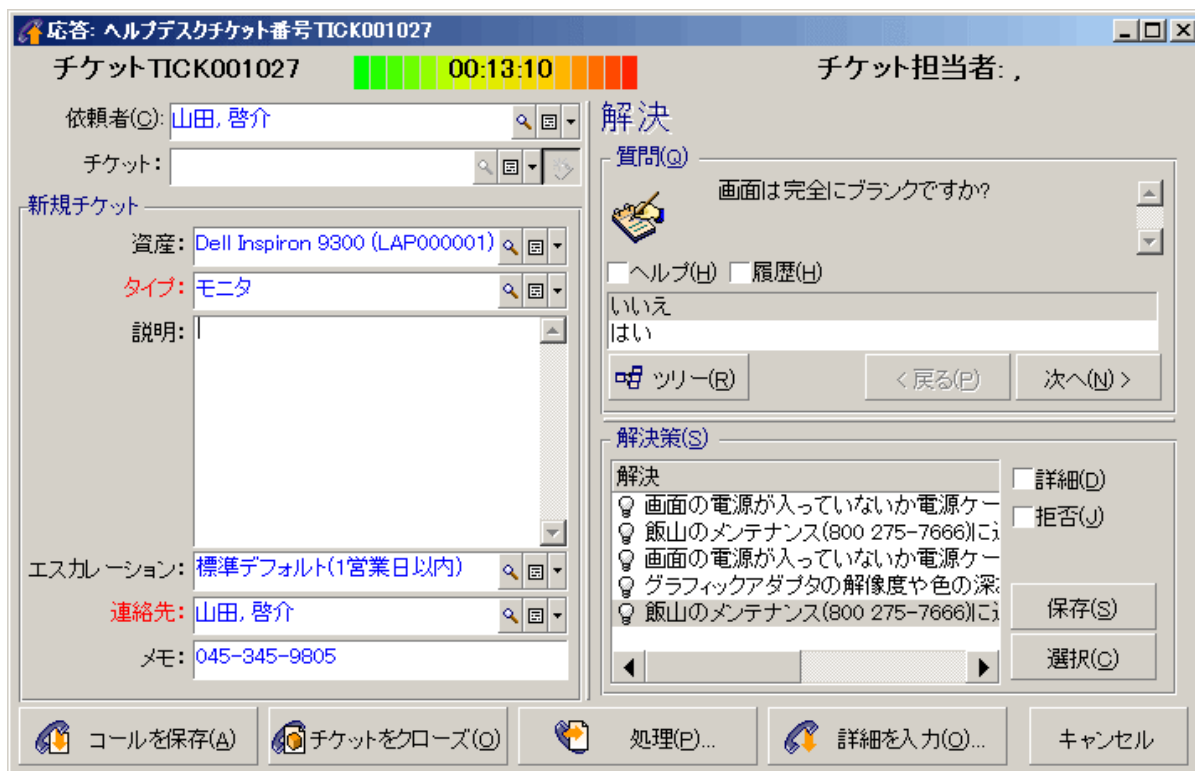 応答: ヘルプデスクチケット番号TICK001027
チケットTICK001027
00:13:10
チケット担当者: ,
依頼者(C): 山田, 啓介
チケット:
新規チケット
資産: Dell Inspiron 9300 (LAP000001)
タイプ: モニタ
説明:
エスカレーション: 標準デフォルト(1営業日以内)
連絡先: 山田, 啓介
メモ: 045-345-9805
解決
質問(Q)
画面は完全にブランクですか?
ヘルプ(H) 履歴(H)
いいえ
はい
ツリー(R) < 戻る(P) 次へ(N) >
解決策(S)
解決
画面の電源が入っていないか電源ケー
飯山のメンテナンス(800 275-7666)に
画面の電源が入っていないか電源ケー
グラフィックアダプタの解像度や色の深
飯山のメンテナンス(800 275-7666)に
詳細(D)
拒否(J)
保存(S)
選択(C)
コールを保存(A) チケットをクローズ(O) 処理(P)... 詳細を入力(O)... キャンセル